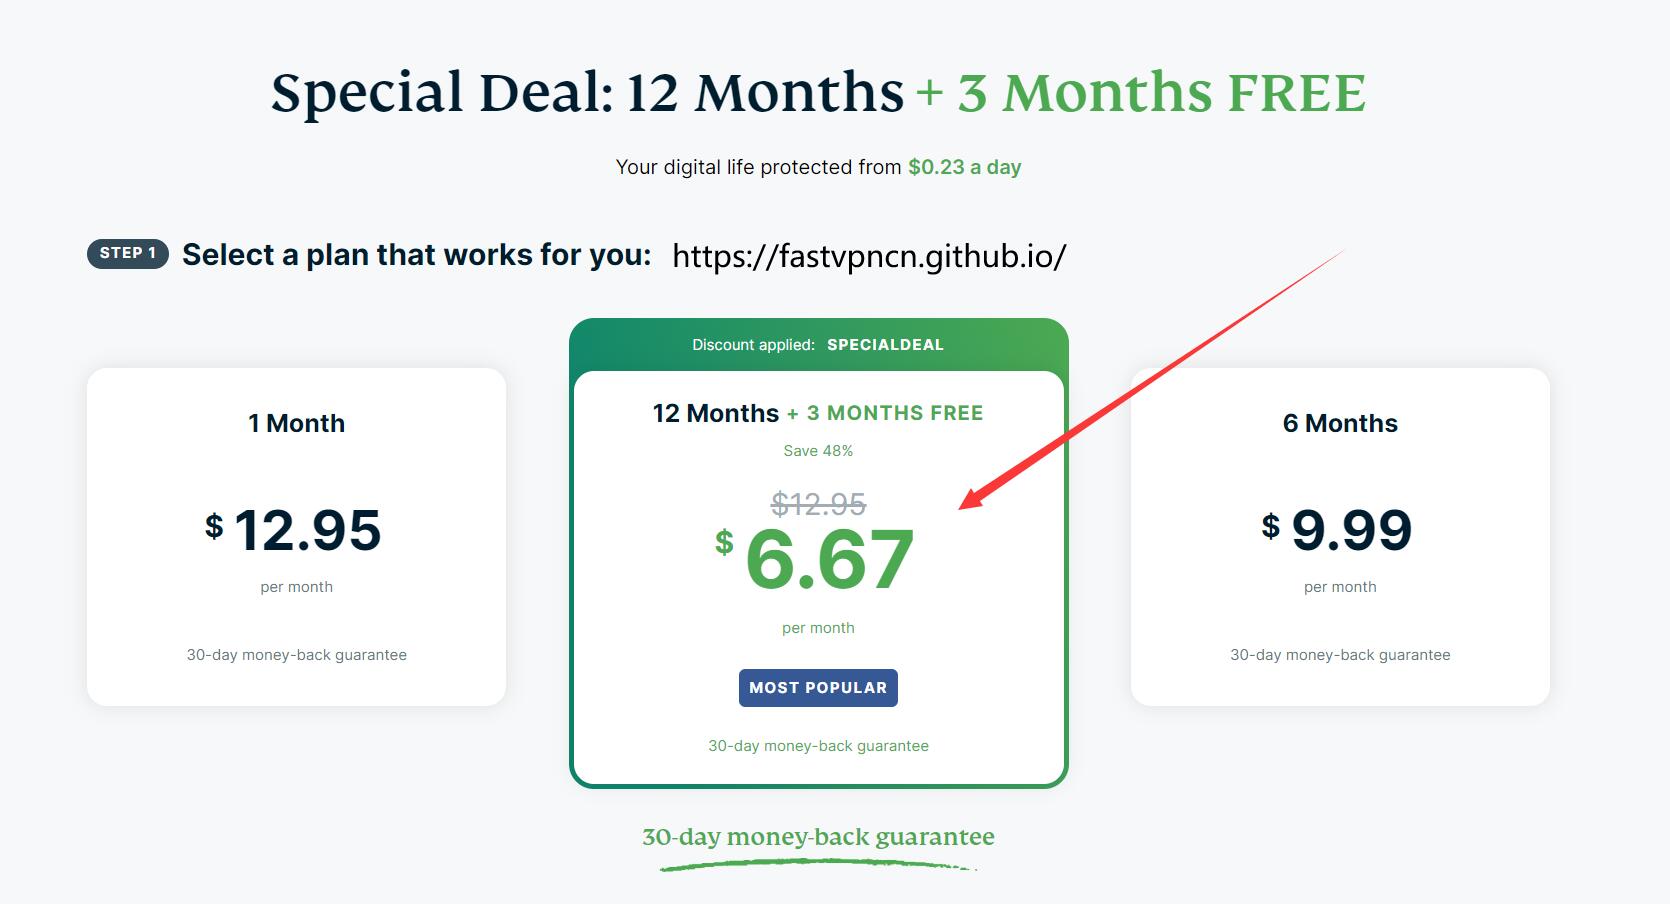 Special Deal: 12 Months + 3 Months FREE
Your digital life protected from $0.23 a day
STEP 1 Select a plan that works for you: https://fastvpncn.github.io/
Discount applied: SPECIALDEAL
1 Month
$ 12.95
per month
30-day money-back guarantee
12 Months + 3 MONTHS FREE
Save 48%
$12.95
$ 6.67
per month
MOST POPULAR
30-day money-back guarantee
6 Months
$ 9.99
per month
30-day money-back guarantee
30-day money-back guarantee